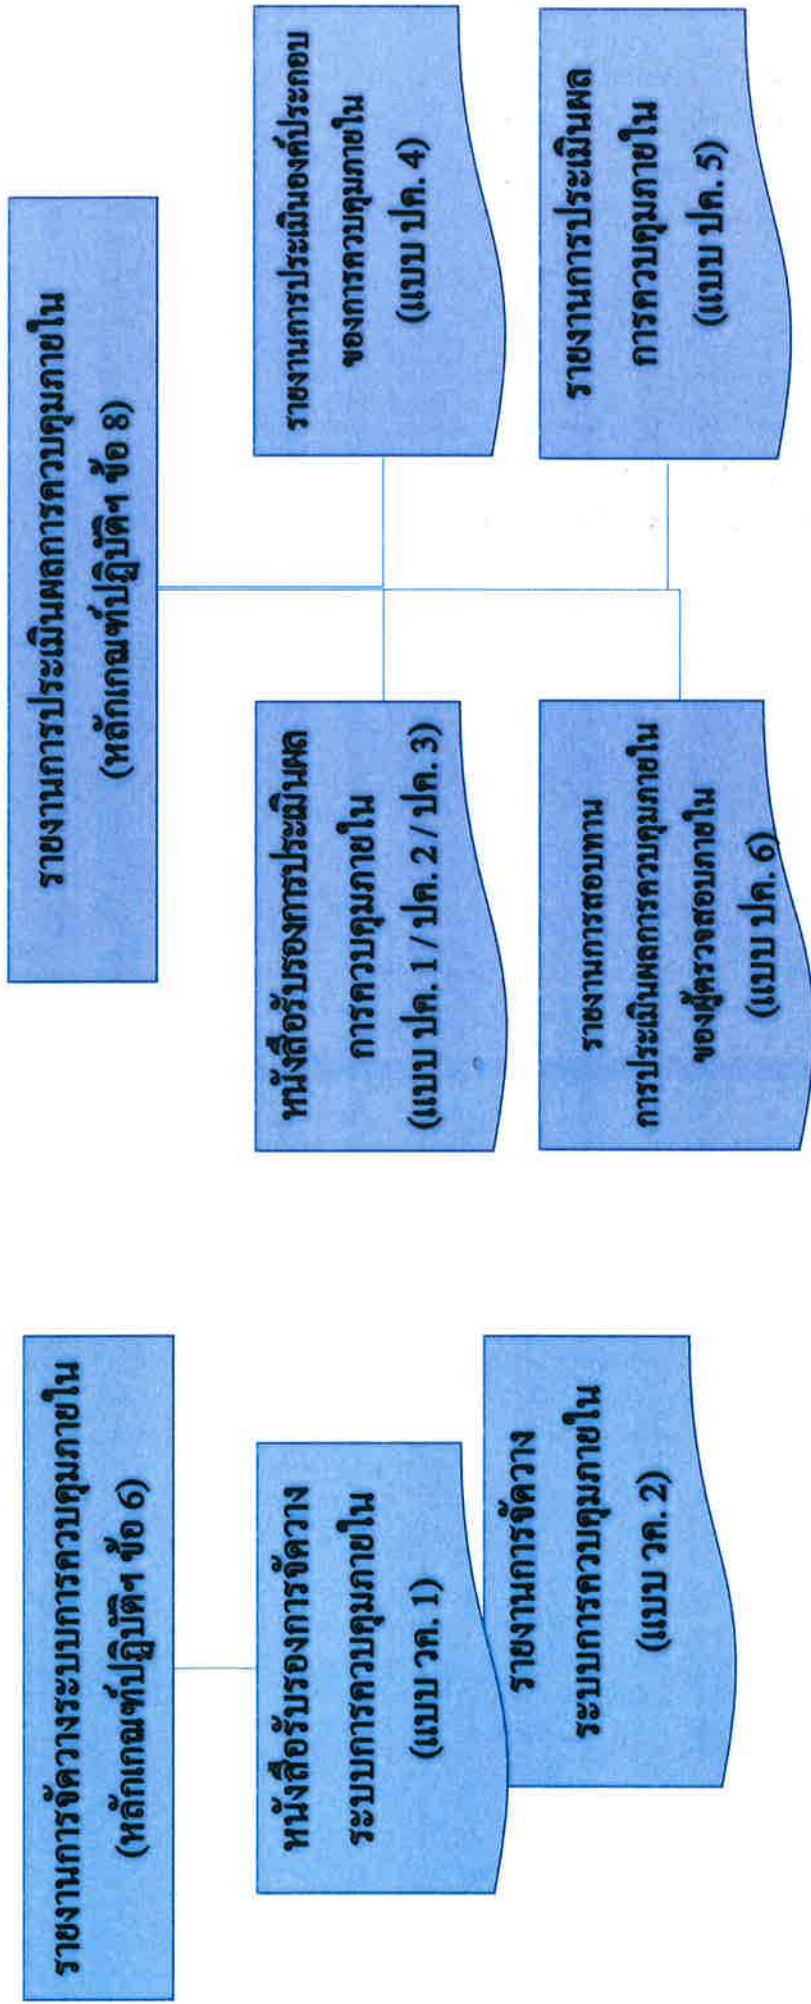 รายงานการจัดวางระบบการควบคุมภายใน
(หลักเกณฑ์ปฏิบัติฯ ข้อ 6)
หนังสือรับรองการจัดวาง
ระบบการควบคุมภายใน
(แบบ วค. 1)
รายงานการจัดวาง
ระบบการควบคุมภายใน
(แบบ วค. 2)
รายงานการประเมินผลการควบคุมภายใน
(หลักเกณฑ์ปฏิบัติฯ ข้อ 8)
หนังสือรับรองการประเมินผล
การควบคุมภายใน
(แบบ ปค. 1 / ปค. 2 / ปค. 3)
รายงานการประเมินองค์ประกอบ
ของการควบคุมภายใน
(แบบ ปค. 4)
รายงานการสอบทาน
การประเมินผลการควบคุมภายใน
ของผู้ตรวจสอบภายใน
(แบบ ปค. 6)
รายงานการประเมินผล
การควบคุมภายใน
(แบบ ปค. 5)